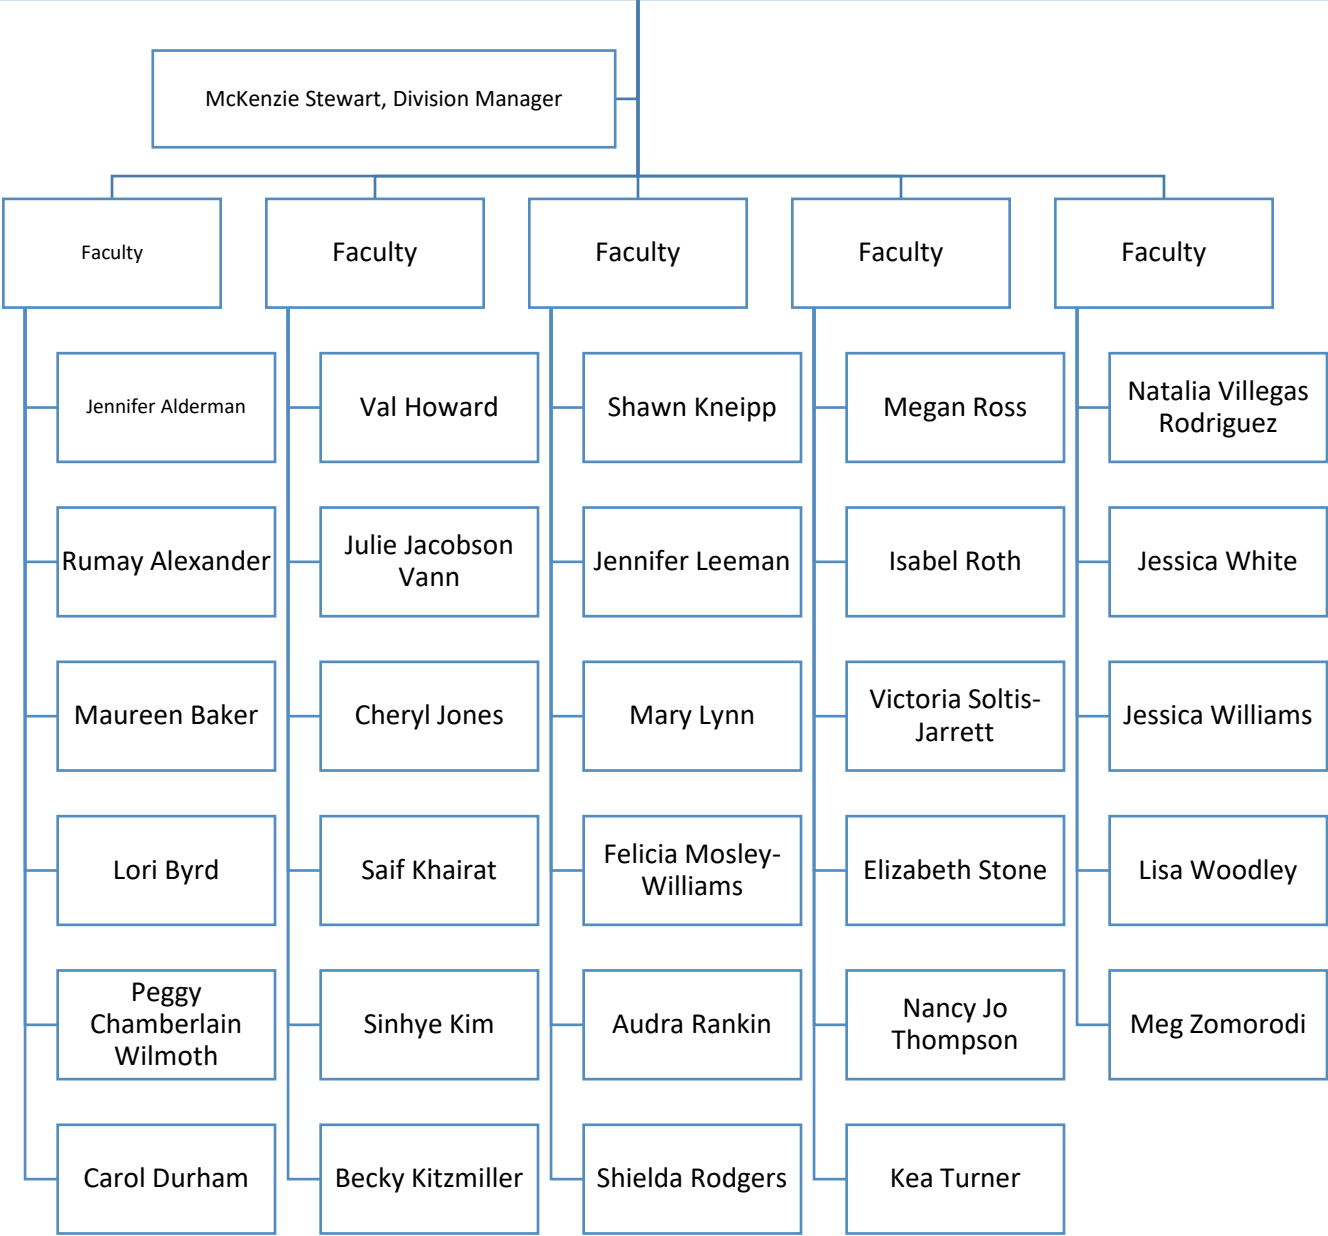 McKenzie Stewart, Division Manager
Faculty
Jennifer Alderman
Rumay Alexander
Maureen Baker
Lori Byrd
Peggy
Chamberlain
Wilmoth
Carol Durham
Faculty
Val Howard
Julie Jacobson
Vann
Cheryl Jones
Saif Khairat
Sinhye Kim
Becky Kitzmiller
Faculty
Shawn Kneipp
Jennifer Leeman
Mary Lynn
Felicia Mosley-
Williams
Audra Rankin
Shielda Rodgers
Faculty
Megan Ross
Isabel Roth
Victoria Soltis-
Jarrett
Elizabeth Stone
Nancy Jo
Thompson
Kea Turner
Faculty
Natalia Villegas
Rodriguez
Jessica White
Jessica Williams
Lisa Woodley
Meg Zomorodi